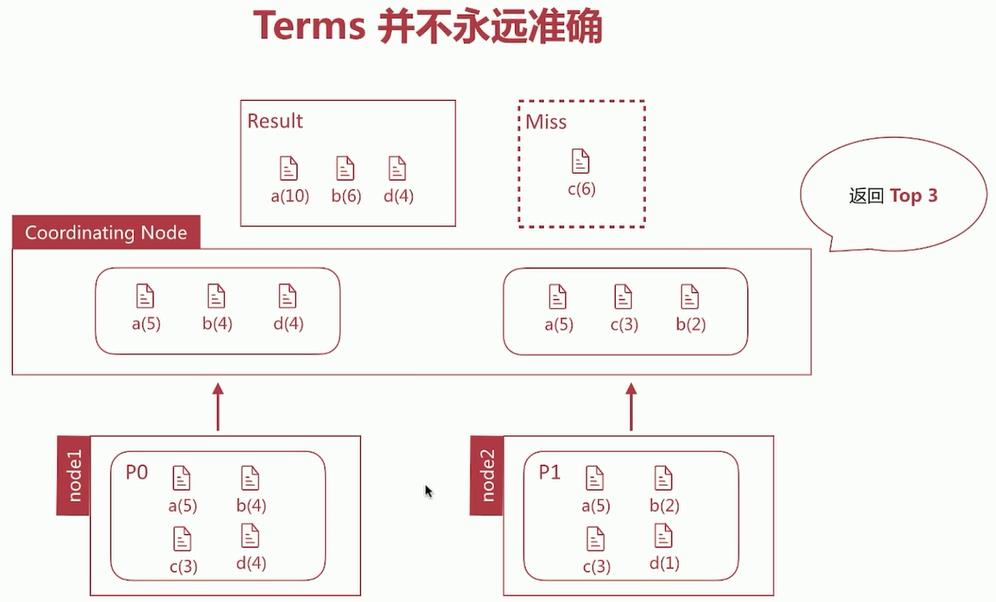 Terms 并不永远准确
Result
a(10) b(6) d(4)
Miss
c(6)
返回 Top 3
Coordinating Node
a(5) b(4) d(4)
a(5) c(3) b(2)
node1
P0
a(5) b(4)
c(3) d(4)
node2
P1
a(5) b(2)
c(3) d(1)